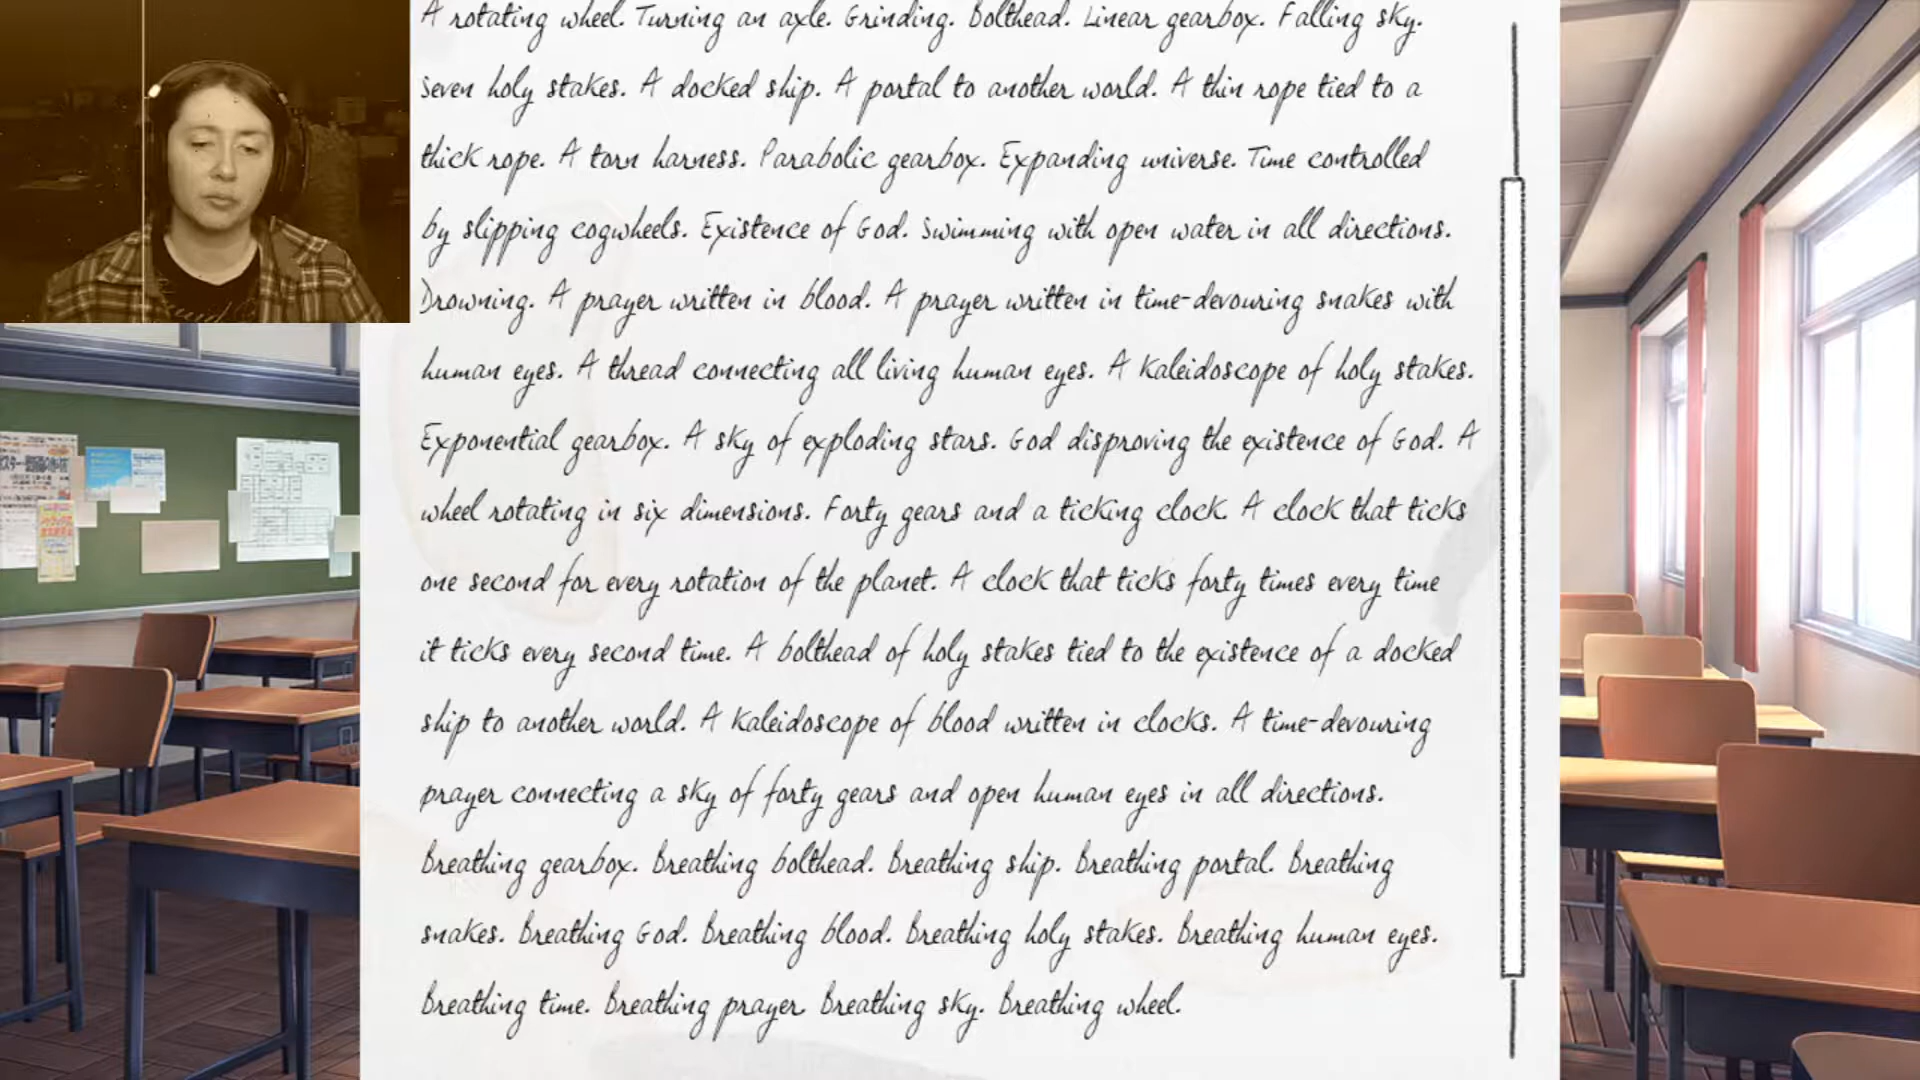 A rotating wheel. Turning an axle. Grinding. Bolthead. Linear gearbox. Falling sky.
Seven holy stakes. A docked ship. A portal to another world. A thin rope tied to a
thick rope. A torn harness. Parabolic gearbox. Expanding universe. Time controlled
by slipping cogwheels. Existence of God. Swimming with open water in all directions.
Drowning. A prayer written in blood. A prayer written in time-devouring snakes with
human eyes. A thread connecting all living human eyes. A kaleidoscope of holy stakes.
Exponential gearbox. A sky of exploding stars. God disproving the existence of God. A
wheel rotating in six dimensions. Forty gears and a ticking clock. A clock that ticks
one second for every rotation of the planet. A clock that ticks forty times every time
it ticks every second time. A bolthead of holy stakes tied to the existence of a docked
ship to another world. A kaleidoscope of blood written in clocks. A time-devouring
prayer connecting a sky of forty gears and open human eyes in all directions.
Breathing gearbox. Breathing bolthead. Breathing ship. Breathing portal. Breathing
snakes. Breathing God. Breathing blood. Breathing holy stakes. Breathing human eyes.
Breathing time. Breathing prayer. Breathing sky. Breathing wheel.